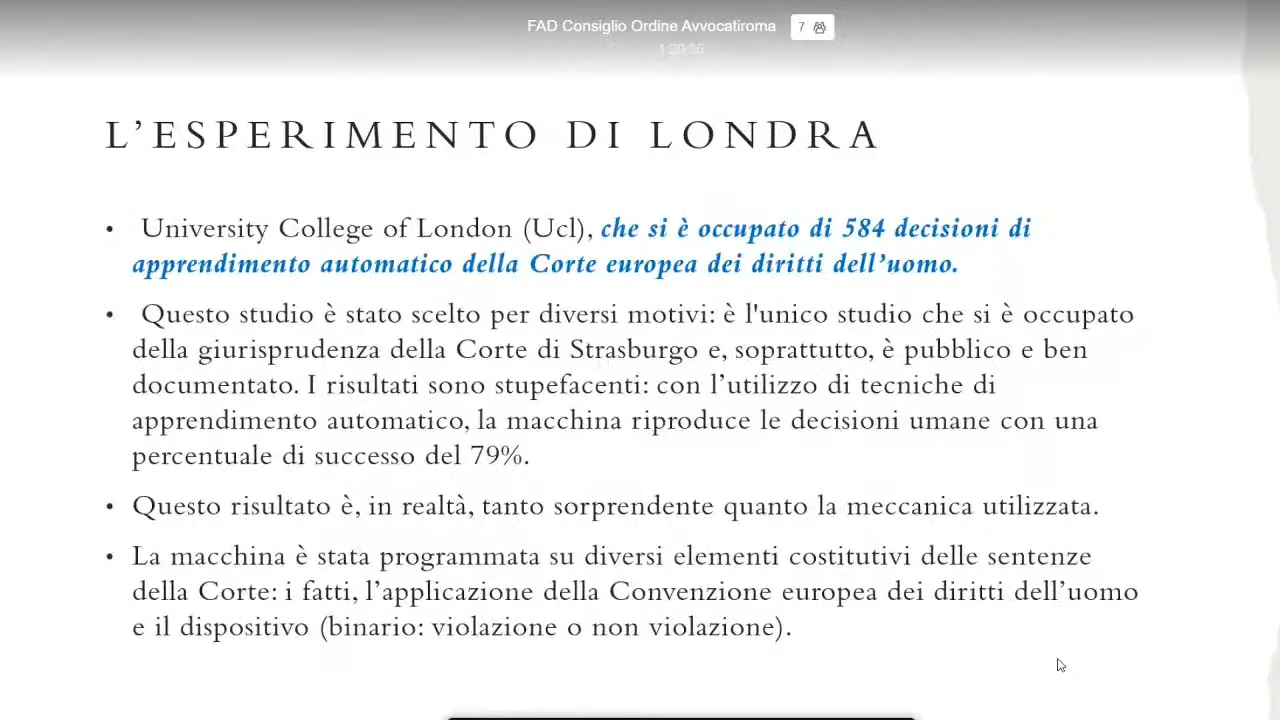 FAD Consiglio Ordine Avvocatiroma 7
1:20:35
L’ESPERIMENTO DI LONDRA
• University College of London (Ucl), che si è occupato di 584 decisioni di
apprendimento automatico della Corte europea dei diritti dell’uomo.
• Questo studio è stato scelto per diversi motivi: è l'unico studio che si è occupato
della giurisprudenza della Corte di Strasburgo e, soprattutto, è pubblico e ben
documentato. I risultati sono stupefacenti: con l’utilizzo di tecniche di
apprendimento automatico, la macchina riproduce le decisioni umane con una
percentuale di successo del 79%.
• Questo risultato è, in realtà, tanto sorprendente quanto la meccanica utilizzata.
• La macchina è stata programmata su diversi elementi costitutivi delle sentenze
della Corte: i fatti, l’applicazione della Convenzione europea dei diritti dell’uomo
e il dispositivo (binario: violazione o non violazione).